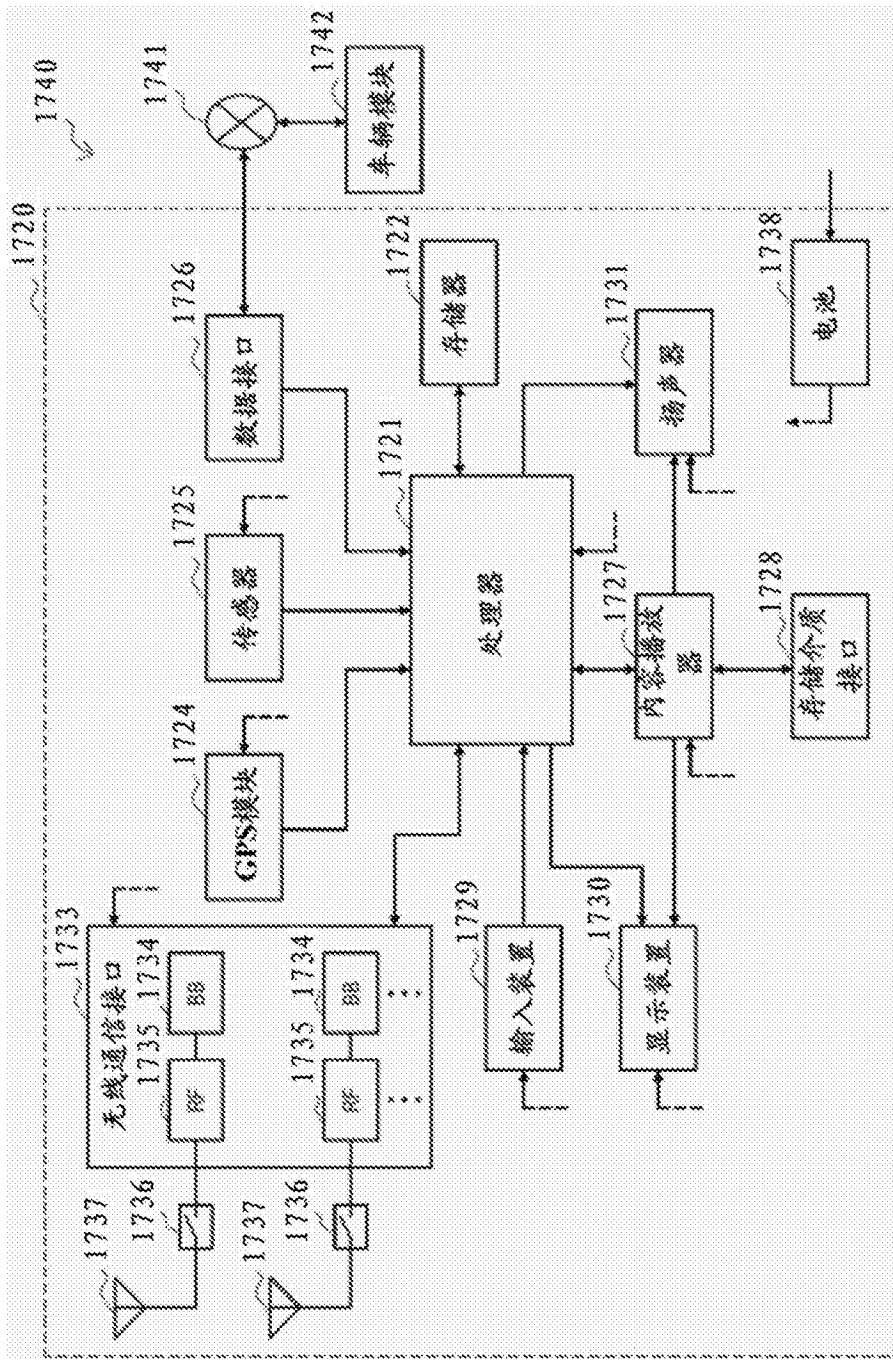 1740
1720
1741
1742
车辆模块
1726
数据接口
1722
存储器
1725
传感器
1721
处理器
1731
扬声器
1738
电池
1724
GPS模块
1727
内容播放
器
1728
存储介质
接口
1733
无线通信接口
1734
BB
1735
RF
1734
BB
1735
RF
1729
输入装置
1730
显示装置
1737
1736
1737
1736